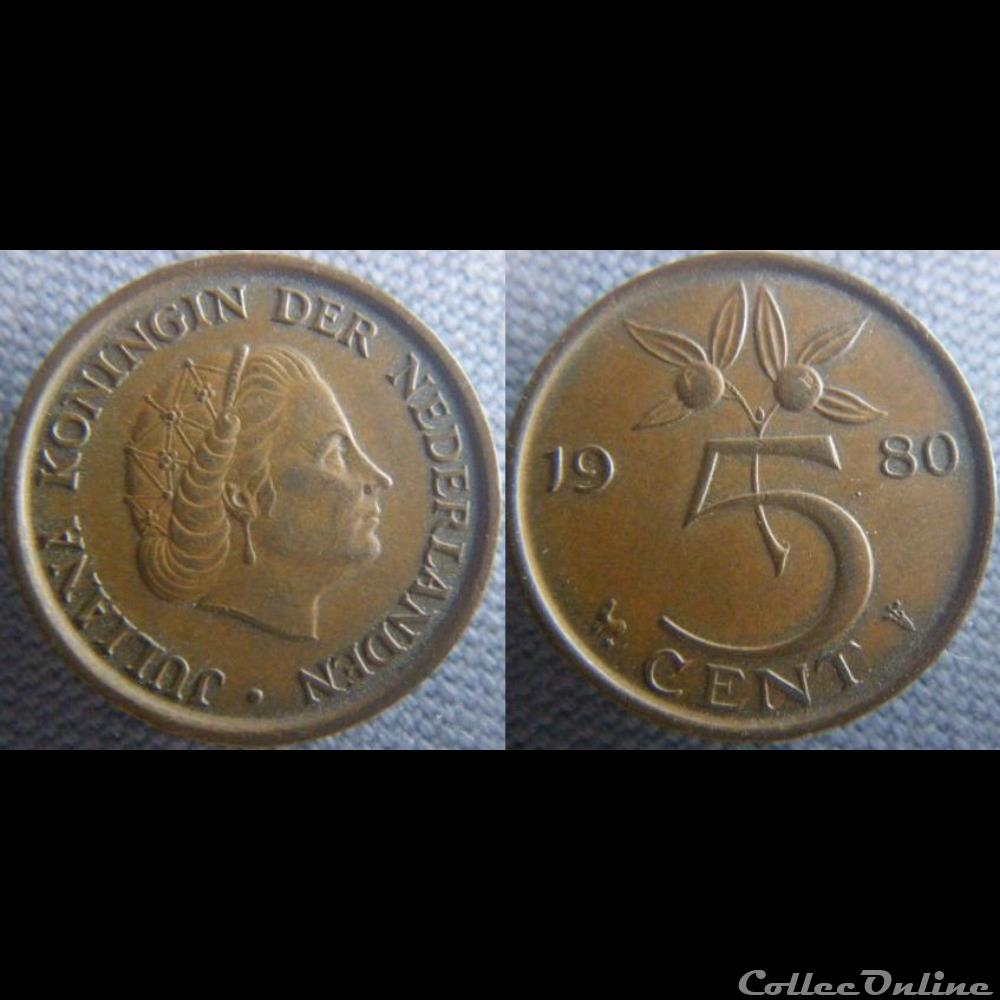 JULIANA KONINGIN DER NEDERLANDEN ·
19 80
5
CENT
CollecOnline